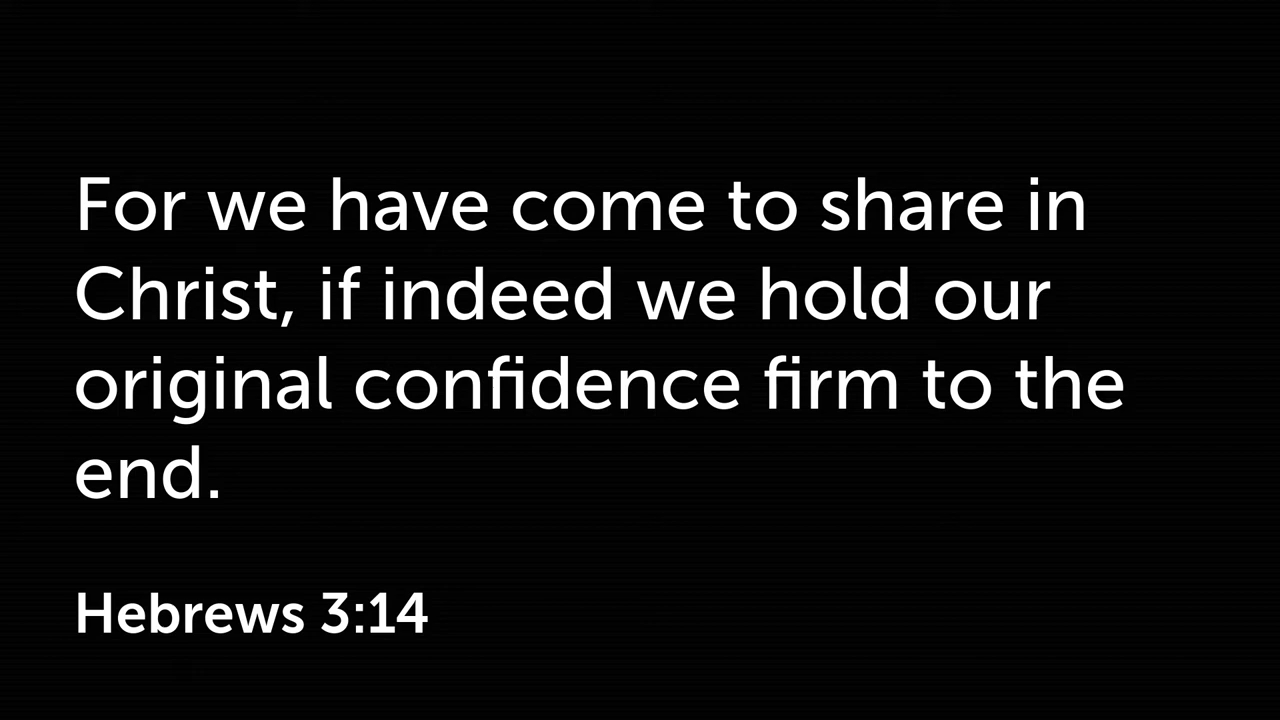 For we have come to share in
Christ, if indeed we hold our
original confidence firm to the
end.
Hebrews 3:14